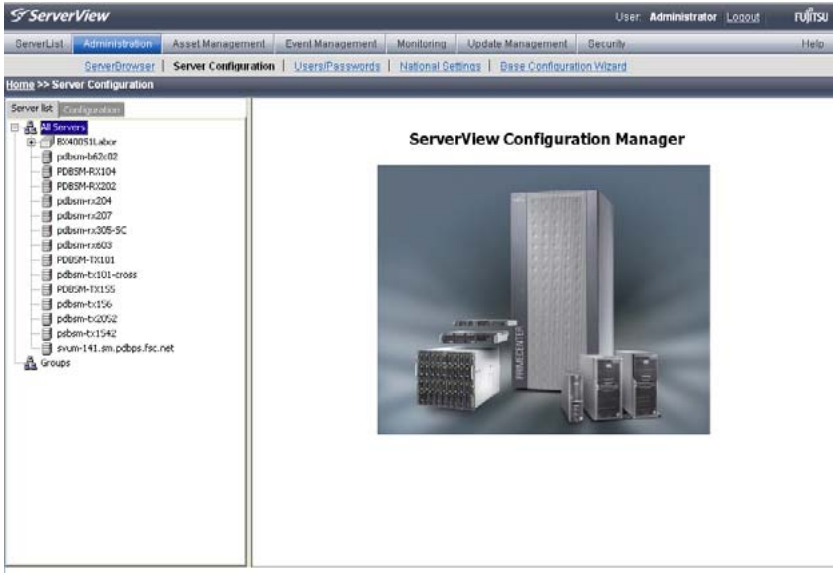 ServerView User: Administrator Logout FUJITSU
ServerList Administration Asset Management Event Management Monitoring Update Management Security Help
ServerBrowser | Server Configuration | Users/Passwords | National Settings | Base Configuration Wizard
Home >> Server Configuration
Server list Configuration
All Servers
BX40051Labor
pdbsm-b62c02
PDBSM-RX104
PDBSM-RX202
pdbsm-rx204
pdbsm-rx207
pdbsm-rx305-SC
pdbsm-rx603
PDBSM-TX101
pdbsm-tx101-cross
PDBSM-TX155
pdbsm-tx156
pdbsm-tx2052
psbsm-tx1542
svum-141.sm.pdbps.fsc.net
Groups
ServerView Configuration Manager
PRIMECENTER